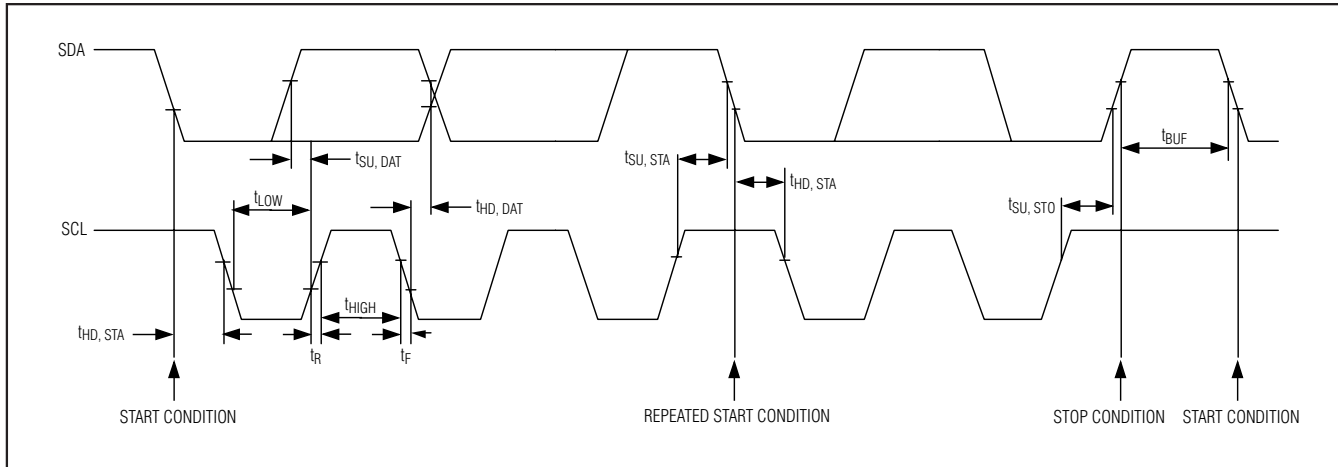 SDA
tSU, DAT
tSU, STA
tBUF
tHD, STA
tLOW
tHD, DAT
tSU, STO
SCL
tHIGH
tHD, STA
tR
tF
START CONDITION
REPEATED START CONDITION
STOP CONDITION
START CONDITION